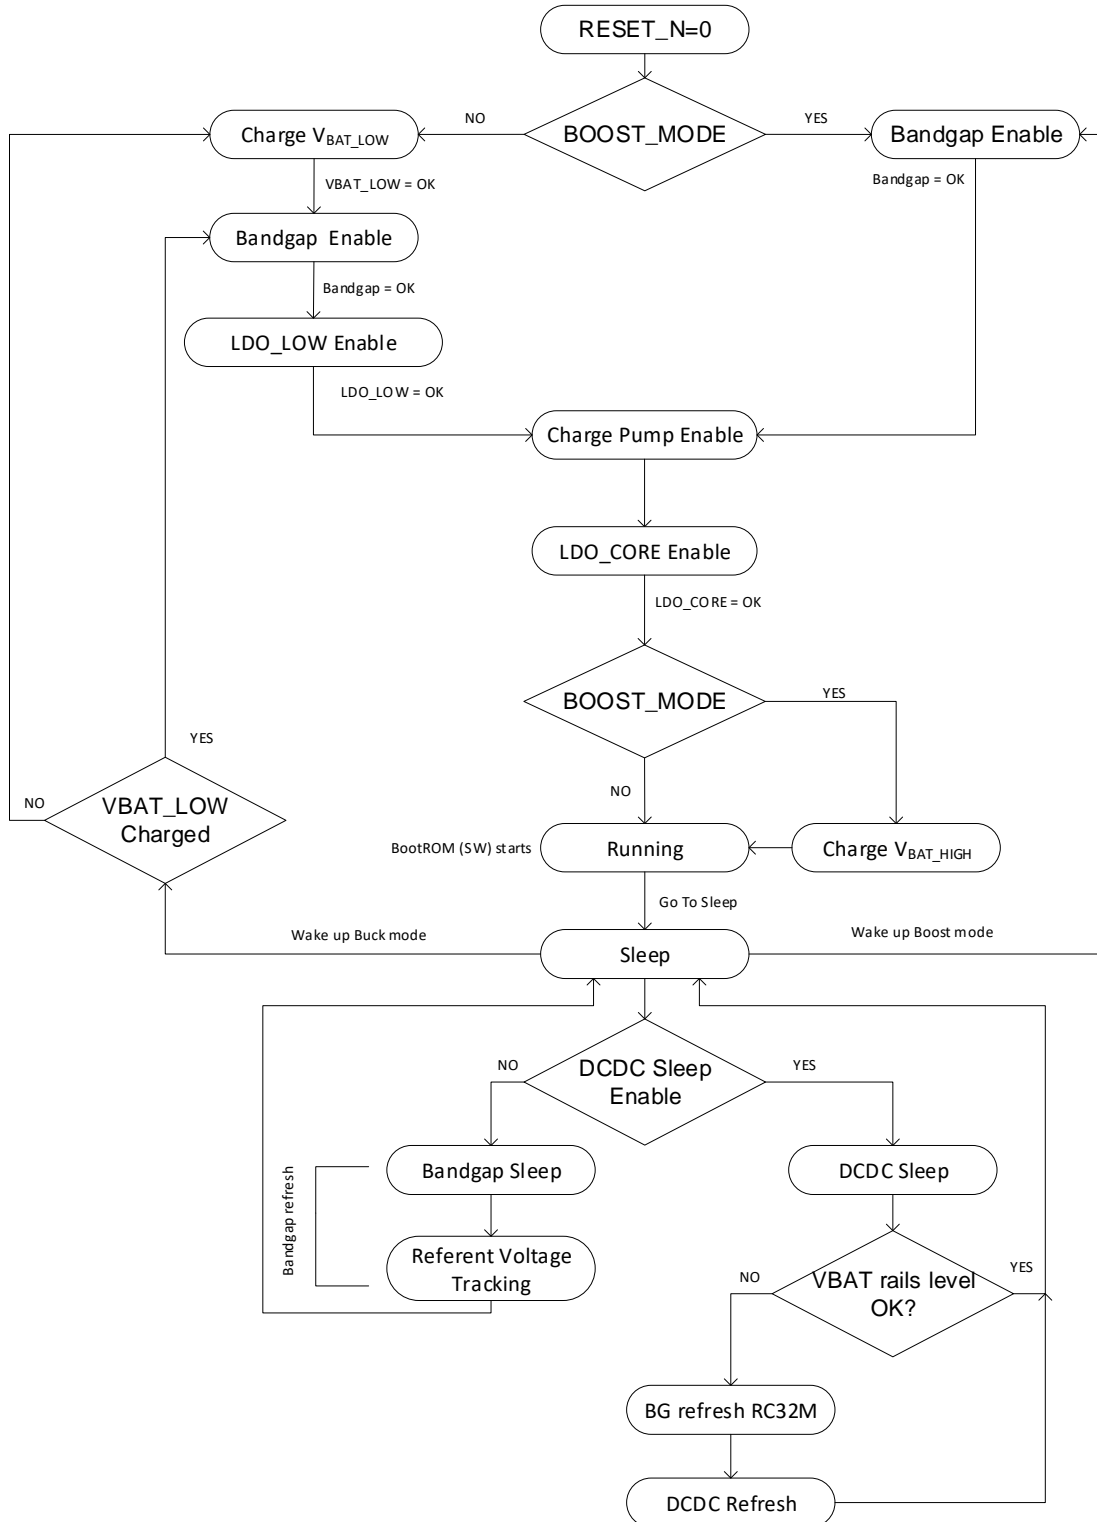 RESET_N=0
BOOST_MODE
NO
YES
Charge VBAT_LOW
Bandgap Enable
VBAT_LOW = OK
Bandgap = OK
Bandgap Enable
Bandgap = OK
LDO_LOW Enable
LDO_LOW = OK
Charge Pump Enable
LDO_CORE Enable
LDO_CORE = OK
BOOST_MODE
YES
NO
YES
NO
VBAT_LOW
Charged
BootROM (SW) starts
Running
Charge VBAT_HIGH
Go To Sleep
Wake up Buck mode
Sleep
Wake up Boost mode
DCDC Sleep
Enable
NO
YES
Bandgap refresh
Bandgap Sleep
DCDC Sleep
Referent Voltage
Tracking
VBAT rails level
OK?
NO
YES
BG refresh RC32M
DCDC Refresh